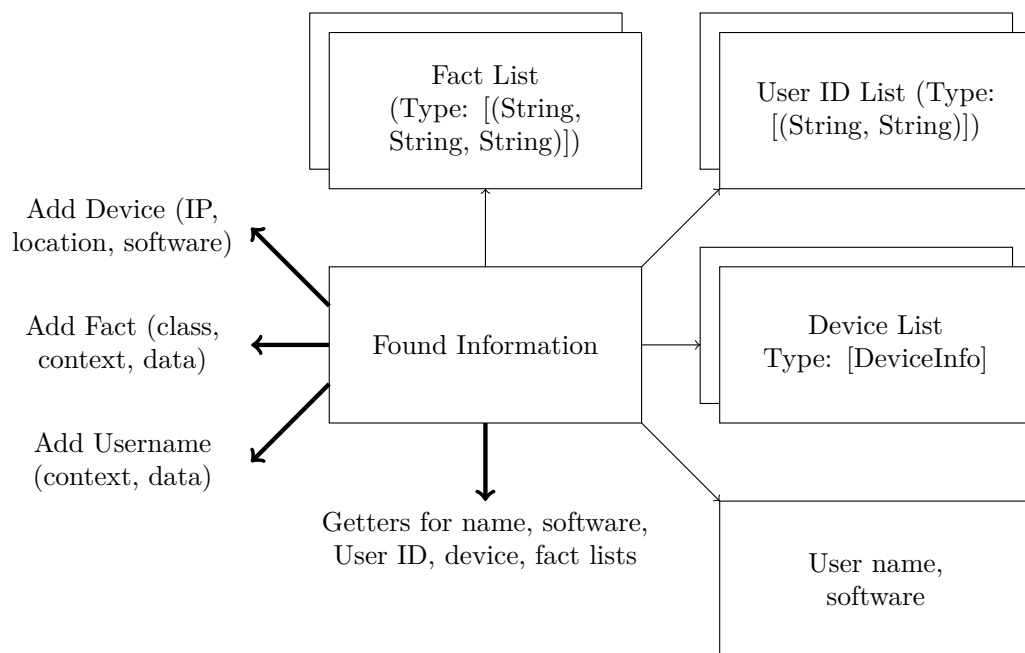 Fact List
(Type: [(String,
String, String)])
User ID List (Type:
[(String, String)])
Add Device (IP,
location, software)
Add Fact (class,
context, data)
Found Information
Device List
Type: [DeviceInfo]
Add Username
(context, data)
Getters for name, software,
User ID, device, fact lists
User name,
software